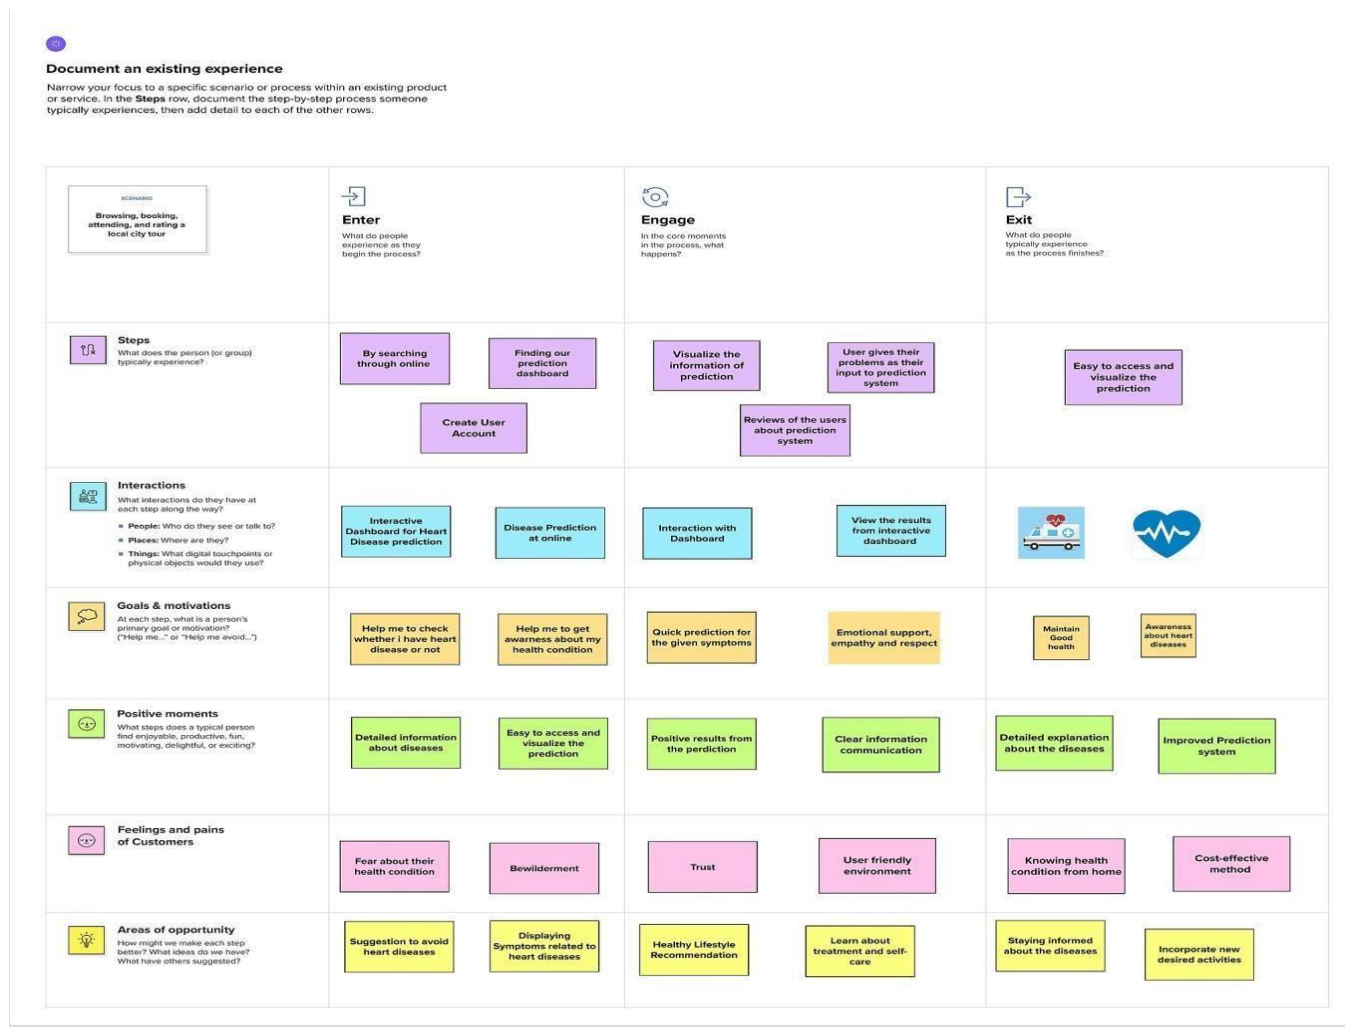 Document an existing experience
Narrow your focus to a specific scenario or process within an existing product
or service. In the Steps row, document the step-by-step process someone
typically experiences, then add detail to each of the other rows.
SCENARIO
Browsing, booking,
attending, and rating a
local city tour
Enter
What do people
experience as they
begin the process?
Engage
In the core moments
in the process, what
happens?
Exit
What do people
typically experience
as the process finishes?
Steps
What does the person (or group)
typically experience?
By searching
through online
Finding our
prediction
dashboard
Create User
Account
Visualize the
information of
prediction
User gives their
problems as their
input to prediction
system
Reviews of the users
about prediction
system
Easy to access and
visualize the
prediction
Interactions
What interactions do they have at
each step along the way?
People: Who do they see or talk to?
Places: Where are they?
Things: What digital touchpoints or
physical objects would they use?
Interactive
Dashboard for Heart
Disease prediction
Disease Prediction
at online
Interaction with
Dashboard
View the results
from interactive
dashboard
Goals & motivations
At each step, what is a person's
primary goal or motivation?
("Help me..." or "Help me avoid...")
Help me to check
whether i have heart
disease or not
Help me to get
awarness about my
health condition
Quick prediction for
the given symptoms
Emotional support,
empathy and respect
Maintain
Good
health
Awareness
about heart
diseases
Positive moments
What steps does a typical person
find enjoyable, productive, fun,
motivating, delightful, or exciting?
Detailed information
about diseases
Easy to access and
visualize the
prediction
Positive results from
the perdiction
Clear information
communication
Detailed explanation
about the diseases
Improved Prediction
system
Feelings and pains
of Customers
Fear about their
health condition
Bewilderment
Trust
User friendly
environment
Knowing health
condition from home
Cost-effective
method
Areas of opportunity
How might we make each step
better? What ideas do we have?
What have others suggested?
Suggestion to avoid
heart diseases
Displaying
Symptoms related to
heart diseases
Healthy Lifestyle
Recommendation
Learn about
treatment and self-
care
Staying informed
about the diseases
Incorporate new
desired activities